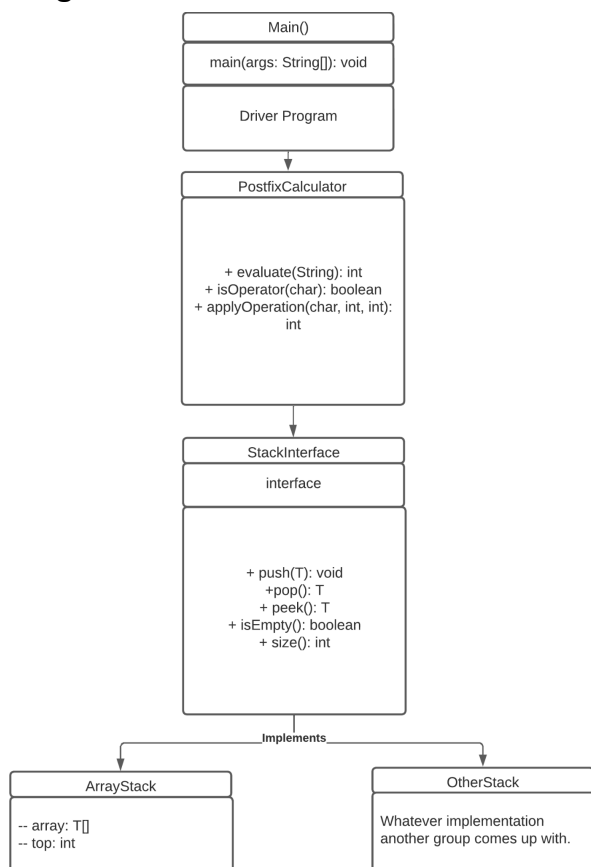 Main()
main(args: String[]): void
Driver Program
PostfixCalculator
+ evaluate(String): int
+ isOperator(char): boolean
+ applyOperation(char, int, int):
int
StackInterface
interface
+ push(T): void
+pop(): T
+ peek(): T
+ isEmpty(): boolean
+ size(): int
Implements
ArrayStack
-- array: T[]
-- top: int
OtherStack
Whatever implementation
another group comes up with.